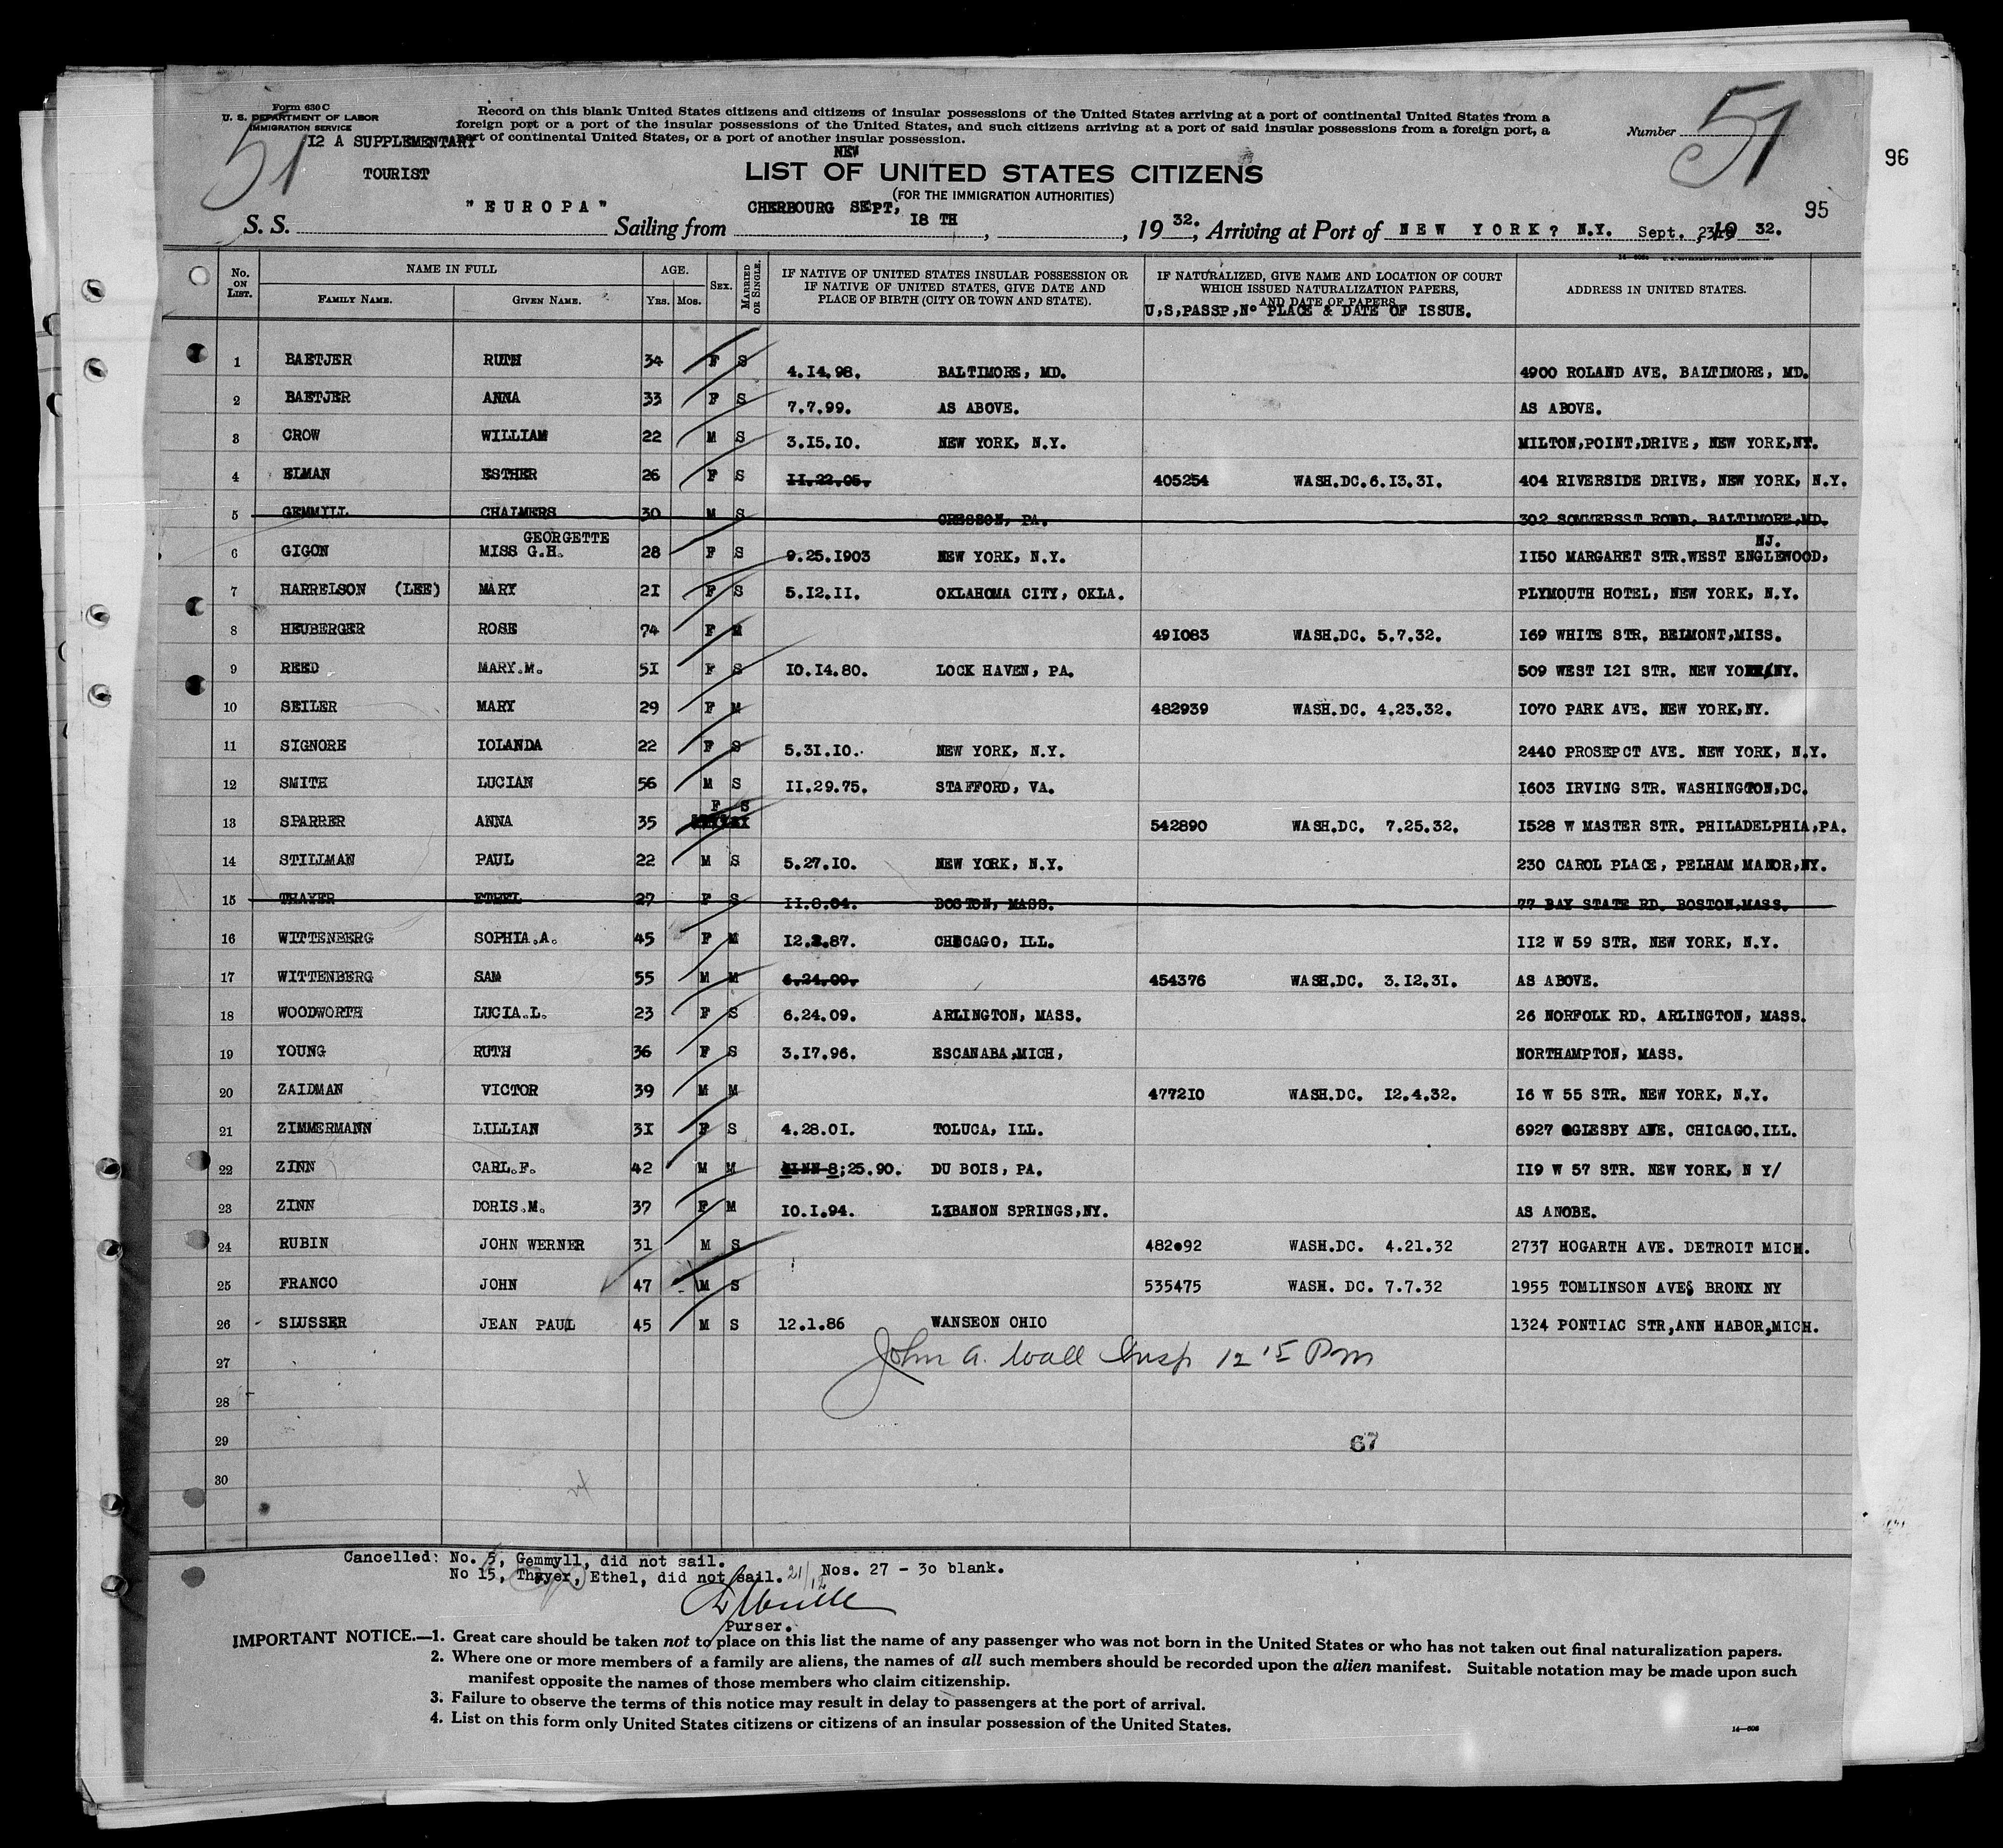 Form 630 C
U. S. DEPARTMENT OF LABOR
IMMIGRATION SERVICE
51
12 A SUPPLEMENTARY
TOURIST
Record on this blank United States citizens and citizens of insular possessions of the United States arriving at a port of continental United States from a
foreign port or a port of the insular possessions of the United States, and such citizens arriving at a port of said insular possessions from a foreign port, a
port of continental United States, or a port of another insular possession.
Number 51
96
NEW
LIST OF UNITED STATES CITIZENS
(FOR THE IMMIGRATION AUTHORITIES)
95
S. S. "EUROPA" Sailing from CHERBOURG SEPT, 18 TH, 1932., Arriving at Port of NEW YORK? N.Y. Sept. 23rd 19 32.
No. ON LIST. NAME IN FULL AGE. SEX. MARRIED OR SINGLE. IF NATIVE OF UNITED STATES INSULAR POSSESSION OR IF NATIVE OF UNITED STATES, GIVE DATE AND PLACE OF BIRTH (CITY OR TOWN AND STATE). IF NATURALIZED, GIVE NAME AND LOCATION OF COURT WHICH ISSUED NATURALIZATION PAPERS, AND DATE OF PAPERS ADDRESS IN UNITED STATES.
FAMILY NAME. GIVEN NAME. YRS. MOS.
U,S,PASSP,No PLACE & DATE OF ISSUE.
1 BAETJER RUTH 34 F S 4.14.98. BALTIMORE, MD. 4900 ROLAND AVE. BALTIMORE, MD.
2 BAETJER ANNA 33 F S 7.7.99. AS ABOVE. AS ABOVE.
3 CROW WILLIAM 22 M S 3.15.10. NEW YORK, N.Y. MILTON,POINT,DRIVE, NEW YORK,NY.
4 ELMAN ESTHER 26 F S 11.22.05. 405254 WASH.DC.6.13.31. 404 RIVERSIDE DRIVE, NEW YORK, N.Y.
5 GEMMYLL CHALMERS 30 M S CRESSON, PA. 302 SOMMERSST ROAD, BALTIMORE,MD.
6 GIGON MISS G.H. GEORGETTE 28 F S 9.25.1903 NEW YORK, N.Y. 1150 MARGARET STR.WEST ENGLEWOOD, NJ.
7 HARRELSON (LEE) MARY 21 F S 5.12.11. OKLAHOMA CITY, OKLA. PLYMOUTH HOTEL, NEW YORK, N.Y.
8 HEUBERGER ROSE 74 F M 491083 WASH.DC. 5.7.32. 169 WHITE STR. BELMONT,MISS.
9 REED MARY.M. 51 F S 10.14.80. LOCK HAVEN, PA. 509 WEST 121 STR. NEW YORK/NY.
10 SEILER MARY 29 F M 482939 WASH.DC. 4.23.32. 1070 PARK AVE. NEW YORK,NY.
11 SIGNORE IOLANDA 22 F S 5.31.10. NEW YORK, N.Y. 2440 PROSEPCT AVE. NEW YORK, N.Y.
12 SMITH LUCIAN 56 M S 11.29.75. STAFFORD, VA. 1603 IRVING STR. WASHINGTON,DC.
13 SPARRER ANNA 35 F S 542890 WASH.DC. 7.25.32. 1528 W MASTER STR. PHILADELPHIA,PA.
14 STILLMAN PAUL 22 M S 5.27.10. NEW YORK, N.Y. 230 CAROL PLACE, PELHAM MANOR,NY.
15 THAYER ETHEL 27 F S 11.8.04. BOSTON, MASS. 77 BAY STATE RD. BOSTON,MASS.
16 WITTENBERG SOPHIA.A. 45 F M 12.2.87. CHICAGO, ILL. 112 W 59 STR. NEW YORK, N.Y.
17 WITTENBERG SAM 55 M M 6.24.09. 454376 WASH.DC. 3.12.31. AS ABOVE.
18 WOODWORTH LUCIA.L. 23 F S 6.24.09. ARLINGTON, MASS. 26 NORFOLK RD. ARLINGTON, MASS.
19 YOUNG RUTH 36 F S 3.17.96. ESCANABA,MICH, NORTHAMPTON, MASS.
20 ZAIDMAN VICTOR 39 M M 477210 WASH.DC. 12.4.32. 16 W 55 STR. NEW YORK, N.Y.
21 ZIMMERMANN LILLIAN 31 F S 4.28.01. TOLUCA, ILL. 6927 OGLESBY AVE. CHICAGO.ILL.
22 ZINN CARL.F. 42 M M 8;25.90. DU BOIS, PA. 119 W 57 STR. NEW YORK, N Y/
23 ZINN DORIS.M. 37 F M 10.1.94. LEBANON SPRINGS,NY. AS ANOBE.
24 RUBIN JOHN WERNER 31 M S 482092 WASH.DC. 4.21.32 2737 HOGARTH AVE. DETROIT MICH.
25 FRANCO JOHN 47 M S 535475 WASH. DC. 7.7.32 1955 TOMLINSON AVE. BRONX NY
26 SLUSSER JEAN PAUL 45 M S 12.1.86 WANSEON OHIO 1324 PONTIAC STR,ANN HABOR,MICH.
27 John A. Wall Insp 12 15 Pm
28
29 67
30
Cancelled: No. 5, Gemmyll, did not sail.
No 15, Thayer, Ethel, did not sail. 21/12 Nos. 27 - 30 blank.
Purser.
IMPORTANT NOTICE.—1. Great care should be taken not to place on this list the name of any passenger who was not born in the United States or who has not taken out final naturalization papers.
2. Where one or more members of a family are aliens, the names of all such members should be recorded upon the alien manifest. Suitable notation may be made upon such
manifest opposite the names of those members who claim citizenship.
3. Failure to observe the terms of this notice may result in delay to passengers at the port of arrival.
4. List on this form only United States citizens or citizens of an insular possession of the United States.